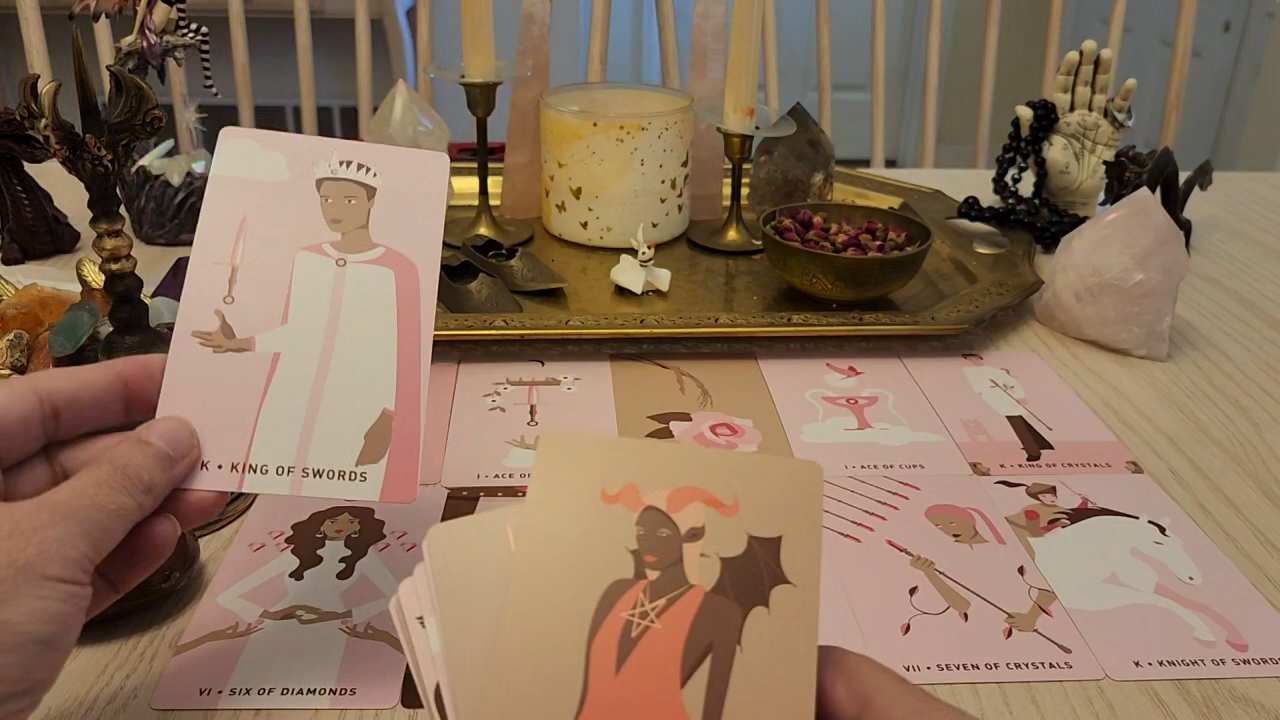 K • KING OF SWORDS
I • ACE OF
I • ACE OF CUPS
K • KING OF CRYSTALS
VI • SIX OF DIAMONDS
VII • SEVEN OF CRYSTALS
K • KNIGHT OF SWORD